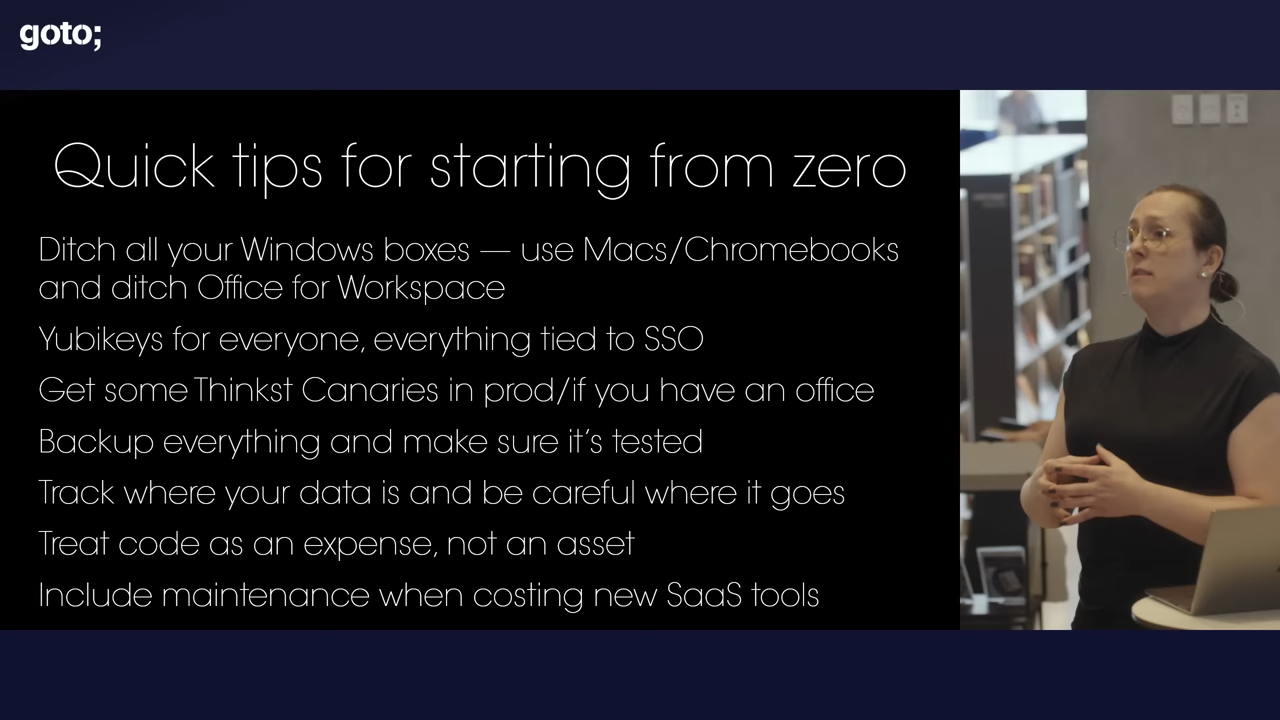 goto;
Quick tips for starting from zero
Ditch all your Windows boxes — use Macs/Chromebooks
and ditch Office for Workspace
Yubikeys for everyone, everything tied to SSO
Get some Thinkst Canaries in prod/if you have an office
Backup everything and make sure it's tested
Track where your data is and be careful where it goes
Treat code as an expense, not an asset
Include maintenance when costing new SaaS tools